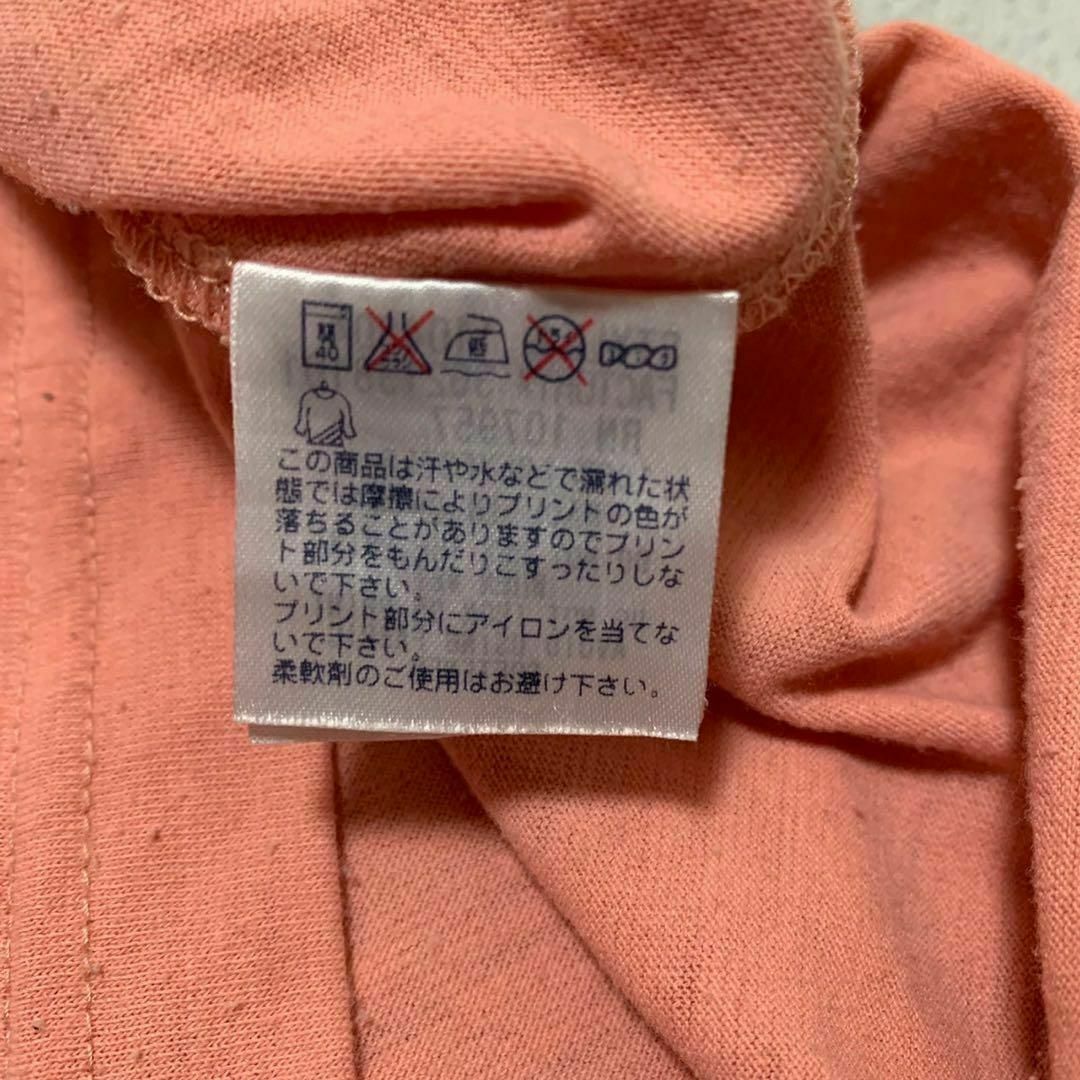 40
この商品は汗や水などで濡れた状
態では摩擦によりプリントの色が
落ちることがありますのでプリン
ト部分をもんだりこすったりしな
いで下さい。
プリント部分にアイロンを当てな
いで下さい。
柔軟剤のご使用はお避け下さい。
RN 107867